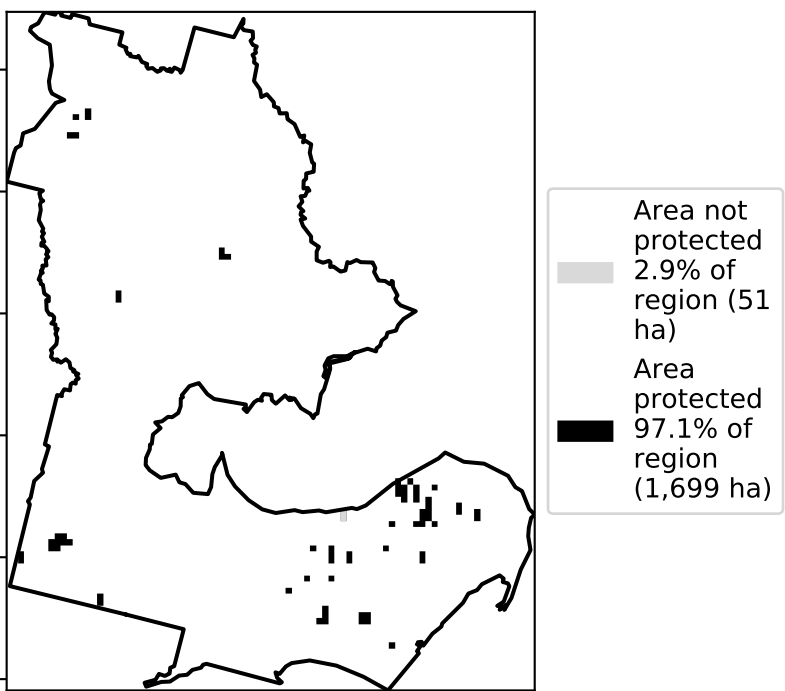 Area not
protected
2.9% of
region (51
ha)
Area
protected
97.1% of
region
(1,699 ha)